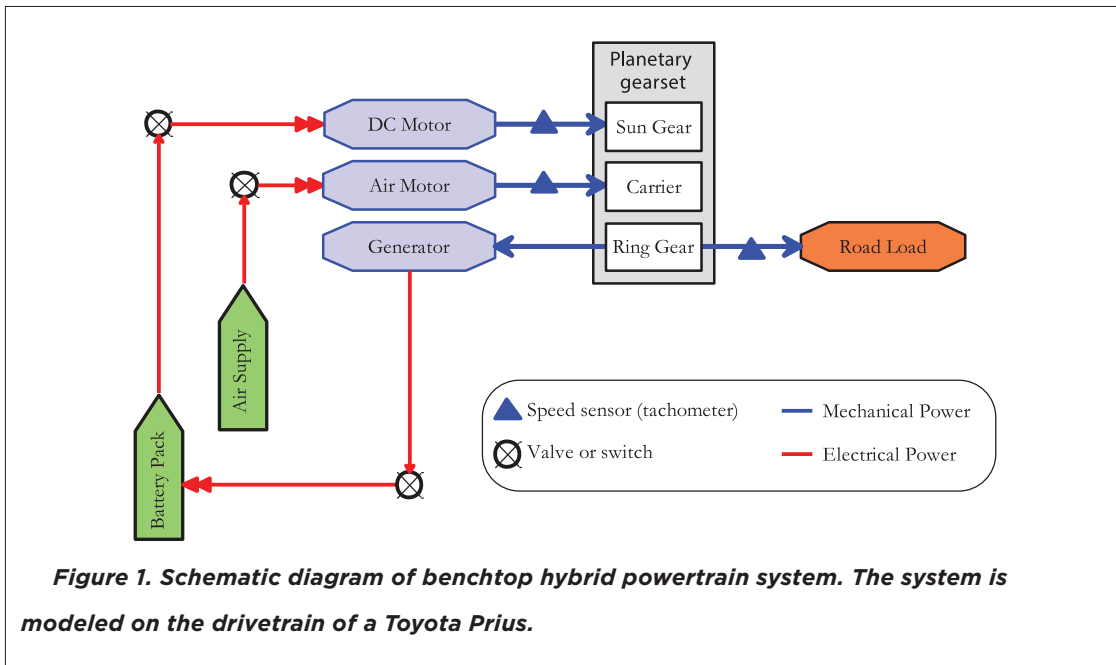 Planetary
gearset
DC Motor
Sun Gear
Air Motor
Carrier
Generator
Ring Gear
Road Load
Air Supply
Battery Pack
Speed sensor (tachometer)
Mechanical Power
Valve or switch
Electrical Power
Figure 1. Schematic diagram of benchtop hybrid powertrain system. The system is
modeled on the drivetrain of a Toyota Prius.